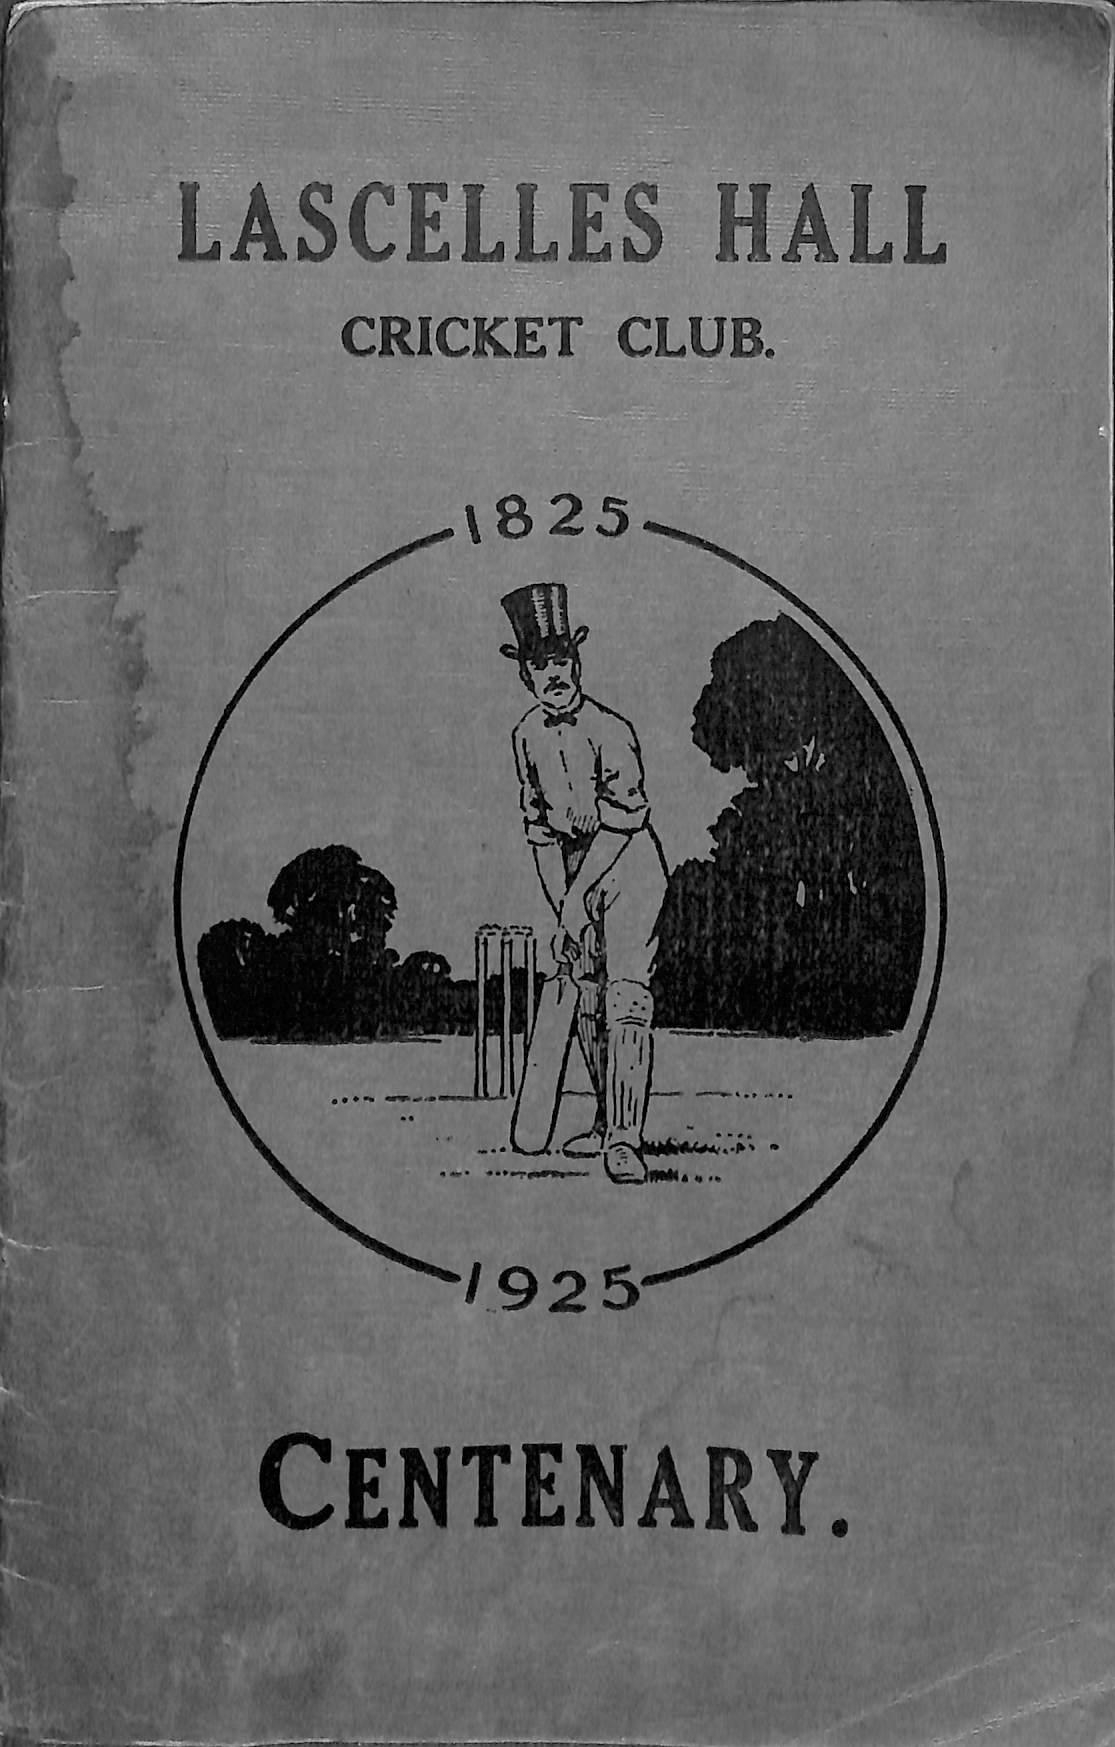 LASCELLES HALL
CRICKET CLUB.
1825
1925
CENTENARY.